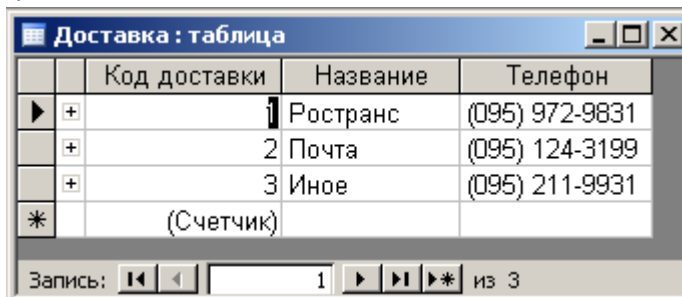 Доставка : таблица
Код доставки Название Телефон
1 Ространс (095) 972-9831
2 Почта (095) 124-3199
3 Иное (095) 211-9931
(Счетчик)
Запись: 1 из 3